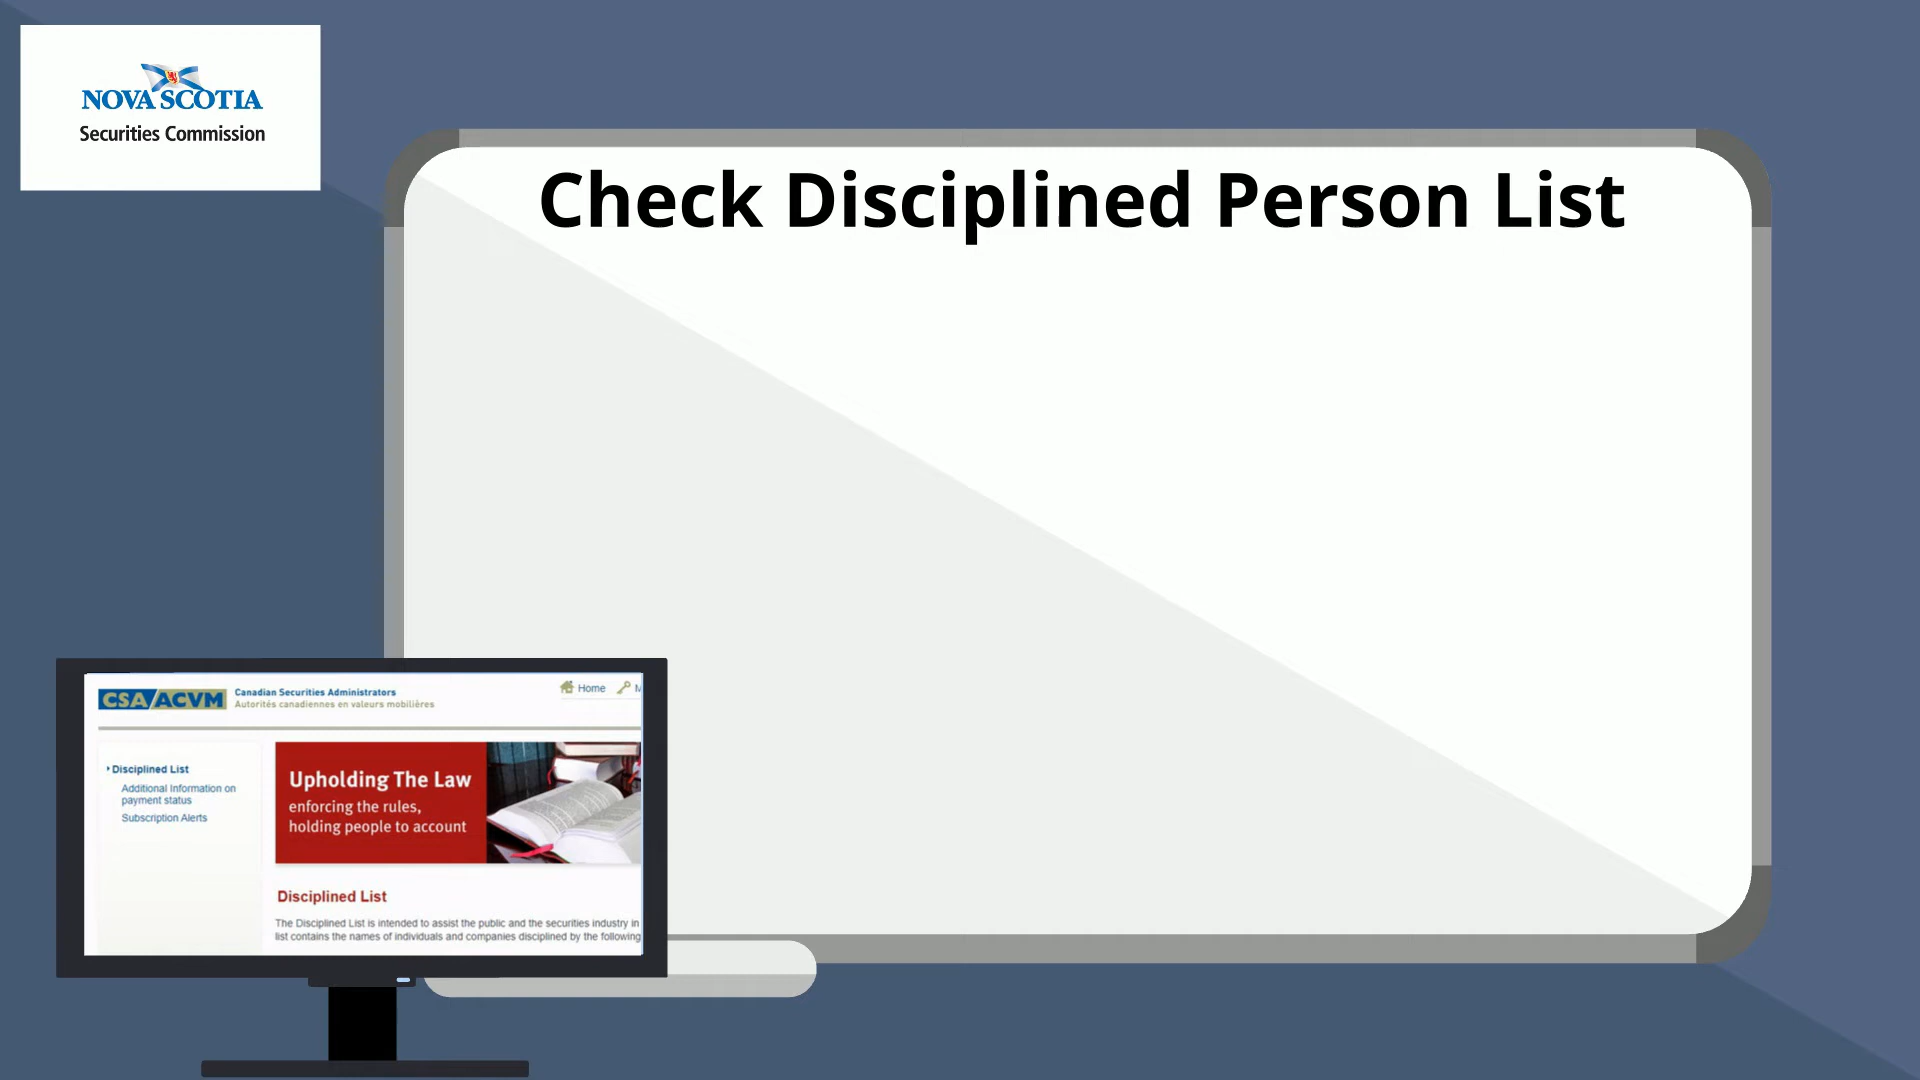 NOVA SCOTIA
Securities Commission
Check Disciplined Person List
CSA/ACVM
Canadian Securities Administrators
Autorités canadiennes en valeurs mobilières
Home
M
Disciplined List
Additional Information on
payment status
Subscription Alerts
Upholding The Law
enforcing the rules,
holding people to account
Disciplined List
The Disciplined List is intended to assist the public and the securities industry in
list contains the names of individuals and companies disciplined by the following